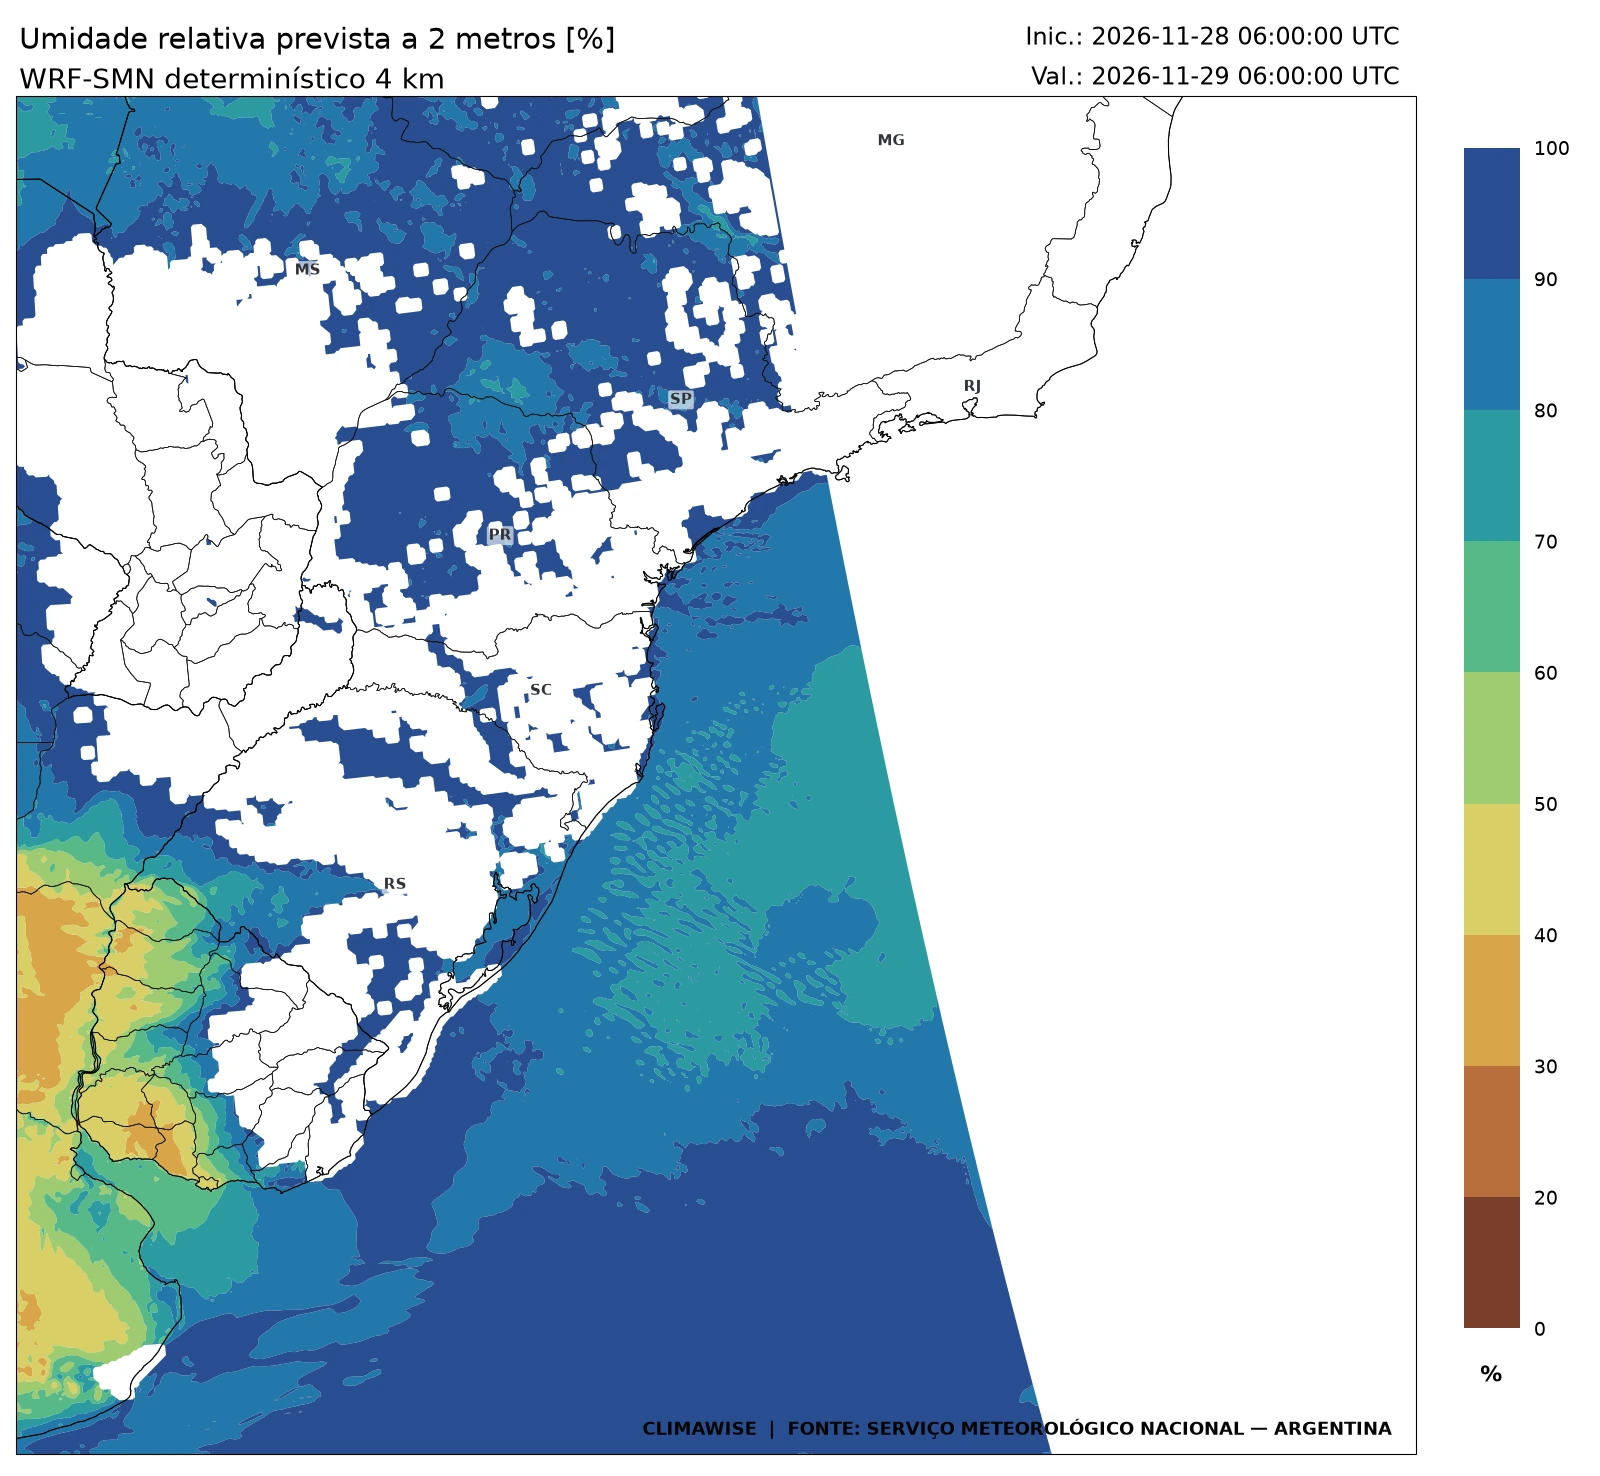 Umidade relativa prevista a 2 metros [%]
WRF-SMN determinístico 4 km
Inic.: 2026-11-28 06:00:00 UTC
Val.: 2026-11-29 06:00:00 UTC
MG
MS
RJ
SP
PR
SC
RS
100
90
80
70
60
50
40
30
20
0
%
CLIMAWISE | FONTE: SERVIÇO METEOROLÓGICO NACIONAL — ARGENTINA